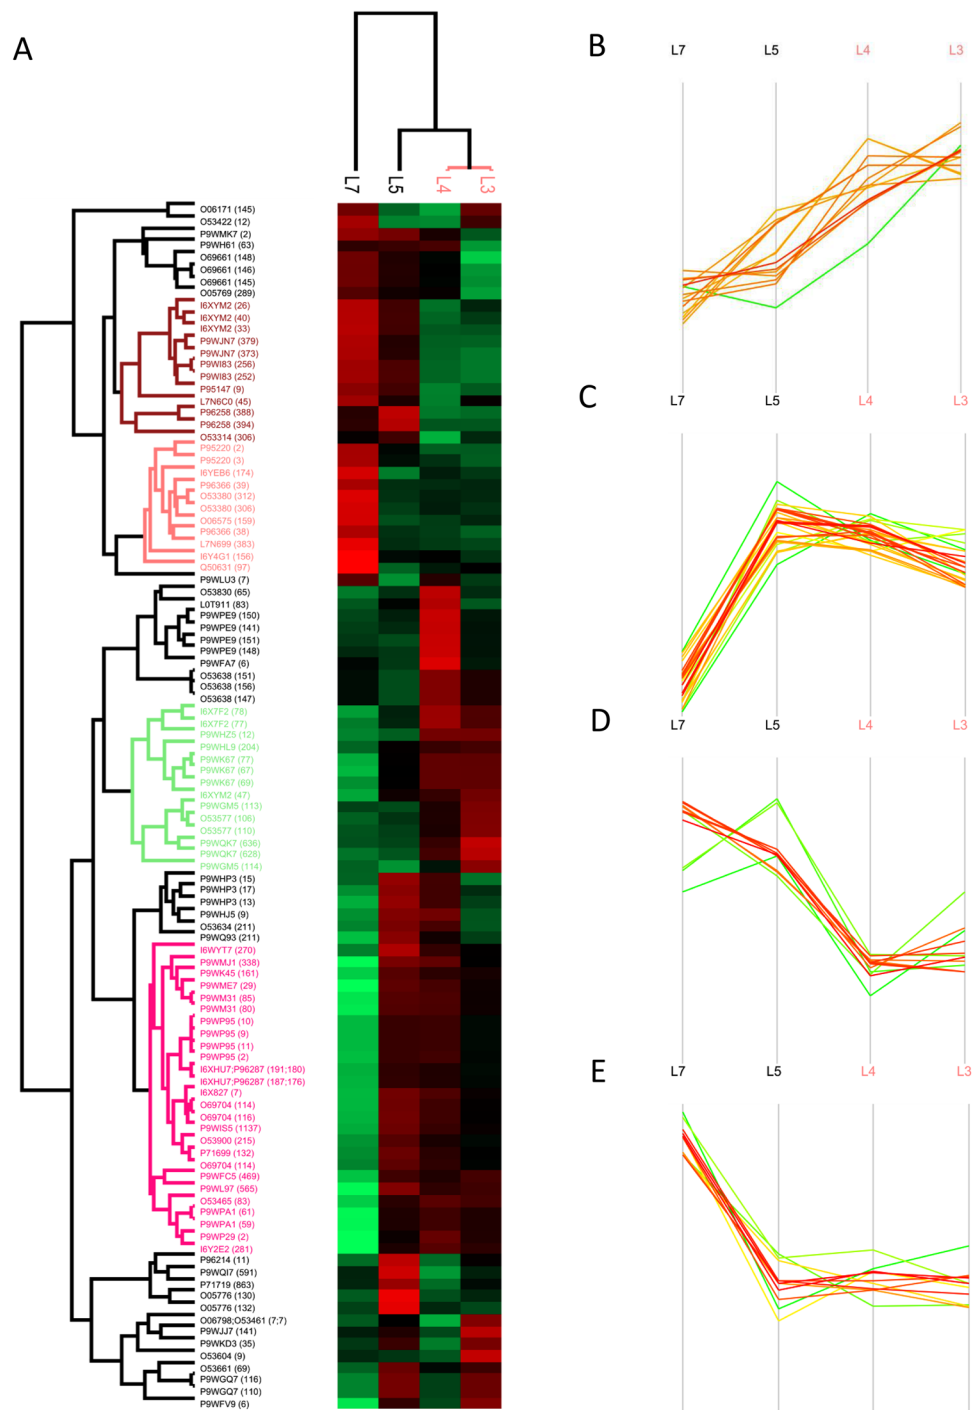 A
L7
L5
L4
L3
O06171 (145)
O53422 (12)
P9WMK7 (2)
P9WH61 (63)
O69661 (148)
O69661 (146)
O69661 (145)
O05769 (289)
I6XYM2 (26)
I6XYM2 (40)
I6XYM2 (33)
P9WJN7 (379)
P9WJN7 (373)
P9WI83 (256)
P9WI83 (252)
P95147 (9)
L7N6C0 (45)
P96258 (388)
P96258 (394)
O53314 (306)
P95220 (2)
P95220 (3)
I6YEB6 (174)
P96366 (39)
O53380 (312)
O53380 (306)
O06575 (159)
P96366 (38)
L7N699 (383)
I6Y4G1 (156)
Q50631 (97)
P9WLU3 (7)
O53830 (65)
L0T911 (83)
P9WPE9 (150)
P9WPE9 (141)
P9WPE9 (151)
P9WPE9 (148)
P9WFA7 (6)
O53638 (151)
O53638 (156)
O53638 (147)
I6X7F2 (78)
I6X7F2 (77)
P9WHZ5 (12)
P9WHL9 (204)
P9WK67 (77)
P9WK67 (67)
P9WK67 (69)
I6XYM2 (47)
P9WGM5 (113)
O53577 (106)
O53577 (110)
P9WQK7 (636)
P9WQK7 (628)
P9WGM5 (114)
P9WHP3 (15)
P9WHP3 (17)
P9WHP3 (13)
P9WHJ5 (9)
O53634 (211)
P9WQ93 (211)
I6WYT7 (270)
P9WMJ1 (338)
P9WK45 (161)
P9WME7 (29)
P9WM31 (85)
P9WM31 (80)
P9WP95 (10)
P9WP95 (9)
P9WP95 (11)
P9WP95 (2)
I6XHU7;P96287 (191;180)
I6XHU7;P96287 (187;176)
I6X827 (7)
O69704 (114)
O69704 (116)
P9WIS5 (1137)
O53900 (215)
P71699 (132)
O69704 (114)
P9WFC5 (469)
P9WL97 (565)
O53465 (83)
P9WPA1 (61)
P9WPA1 (59)
P9WP29 (2)
I6Y2E2 (281)
P96214 (11)
P9WQI7 (591)
P71719 (863)
O05776 (130)
O05776 (132)
O06798;O53461 (7;7)
P9WJJ7 (141)
P9WKD3 (35)
O53604 (9)
O53661 (69)
P9WGQ7 (116)
P9WGQ7 (110)
P9WFV9 (6)
B
L7 L5 L4 L3
C
L7 L5 L4 L3
D
L7 L5 L4 L3
E
L7 L5 L4 L3